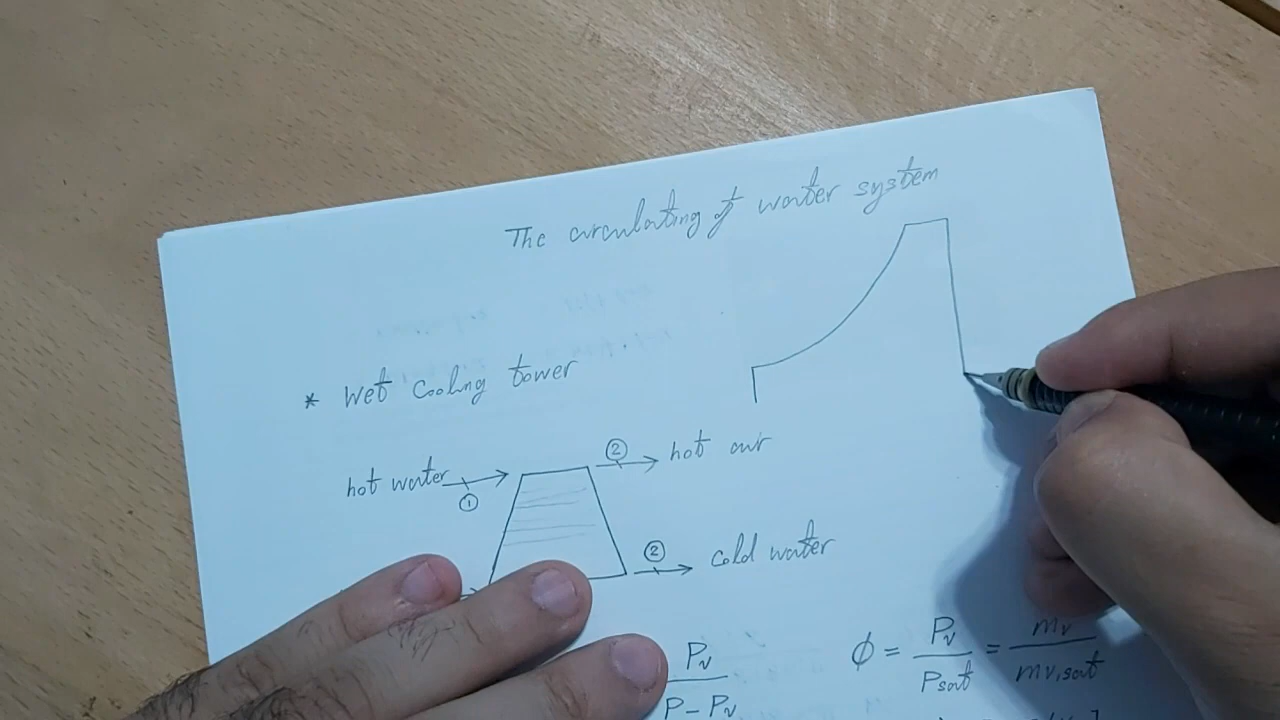 The circulating of water system
* Wet Cooling tower
hot water
①
②
hot air
②
cold water
Pv / P - Pv
ϕ = Pv / Psat = mv / mv,sat